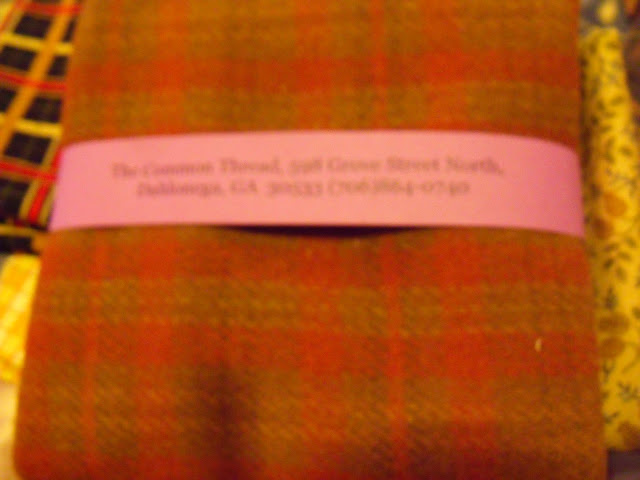 The Common Thread, 598 Grove Street North,
Dahlonega, GA 30533 (706)864-0740